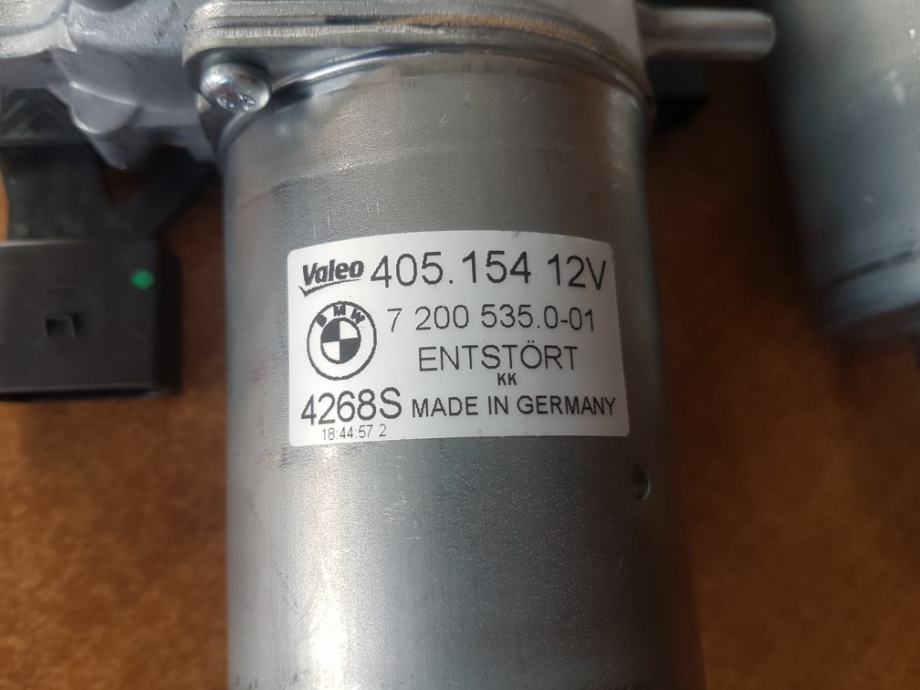 Valeo 405.154 12V
BMW 7 200 535.0-01
ENTSTÖRT
KK
4268S MADE IN GERMANY
18:44:57 2